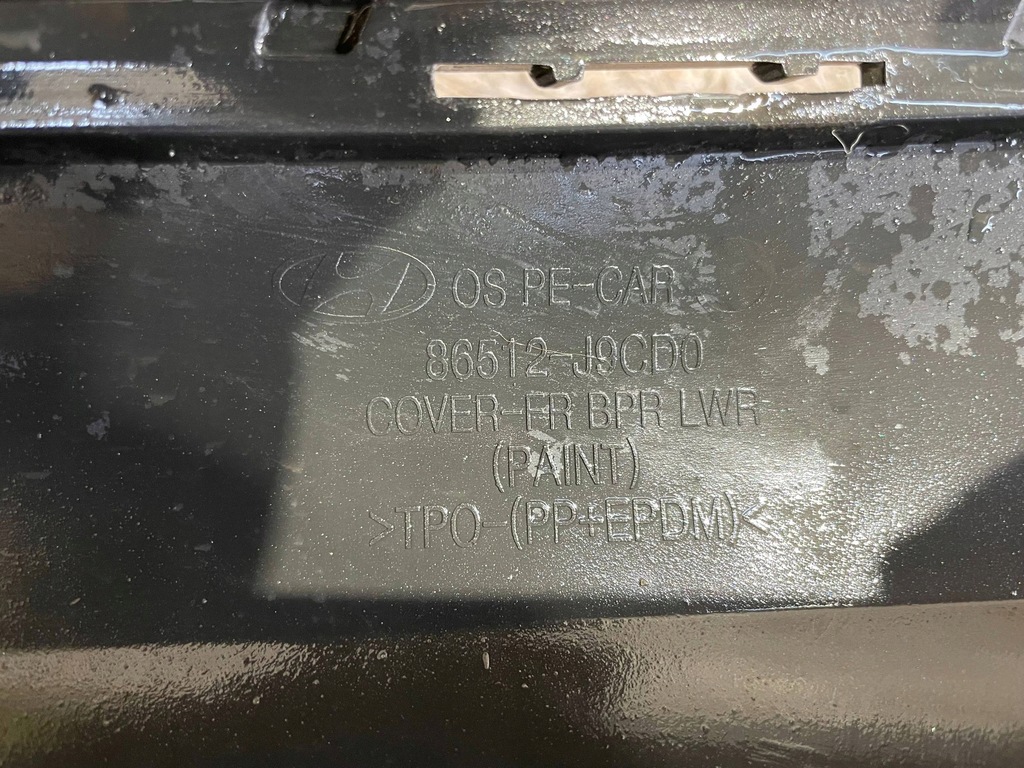 OS PE-CAR
86512-J9CD0
COVER-FR BPR LWR
(PAINT)
>TPO-(PP+EPDM)<